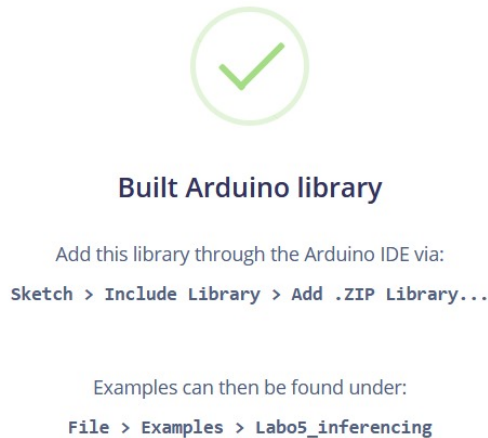 Built Arduino library
Add this library through the Arduino IDE via:
Sketch > Include Library > Add .ZIP Library...
Examples can then be found under:
File > Examples > Labo5_inferencing